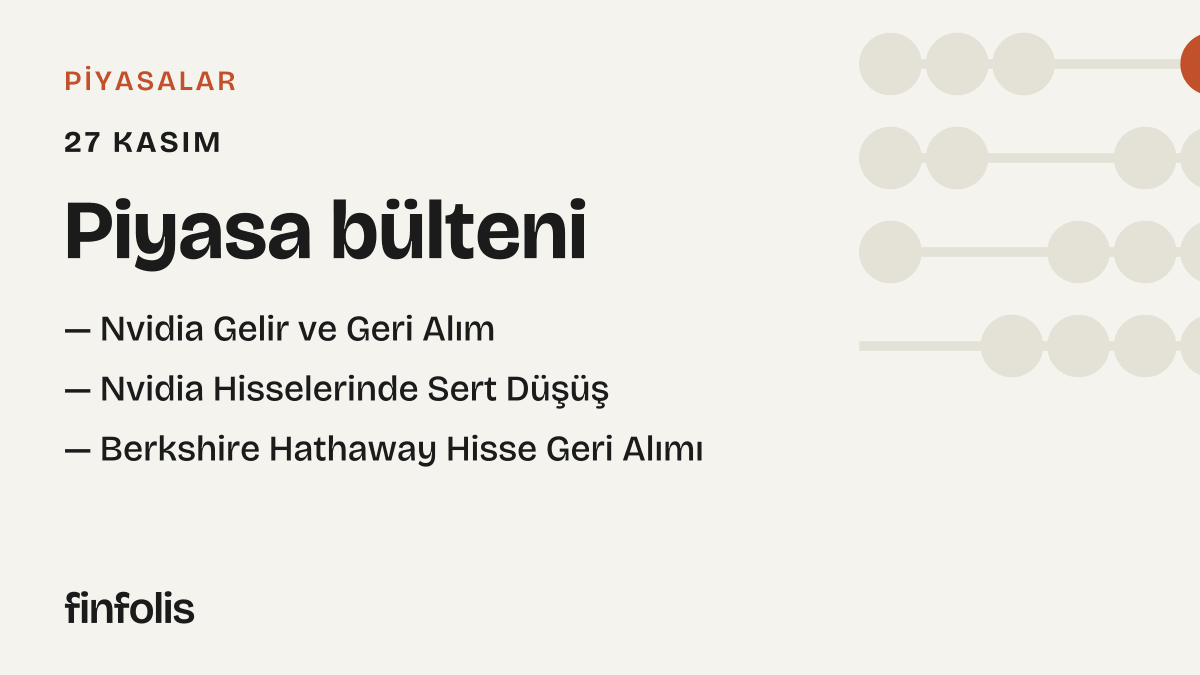 PİYASALAR
27 KASIM
Piyasa bülteni
— Nvidia Gelir ve Geri Alım
— Nvidia Hisselerinde Sert Düşüş
— Berkshire Hathaway Hisse Geri Alımı
finfolis